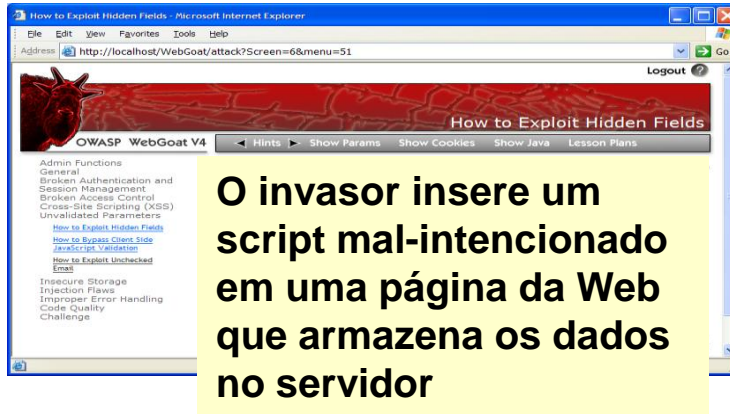 How to Exploit Hidden Fields - Microsoft Internet Explorer
File Edit View Favorites Tools Help
Address http://localhost/WebGoat/attack?Screen=6&menu=51 Go
Logout ?
How to Exploit Hidden Fields
OWASP WebGoat V4 Hints Show Params Show Cookies Show Java Lesson Plans
Admin Functions
General
Broken Authentication and
Session Management
Broken Access Control
Cross-Site Scripting (XSS)
Unvalidated Parameters
How to Exploit Hidden Fields
How to Bypass Client Side
JavaScript Validation
How to Exploit Unchecked
Email
Insecure Storage
Injection Flaws
Improper Error Handling
Code Quality
Challenge
O invasor insere um
script mal-intencionado
em uma página da Web
que armazena os dados
no servidor